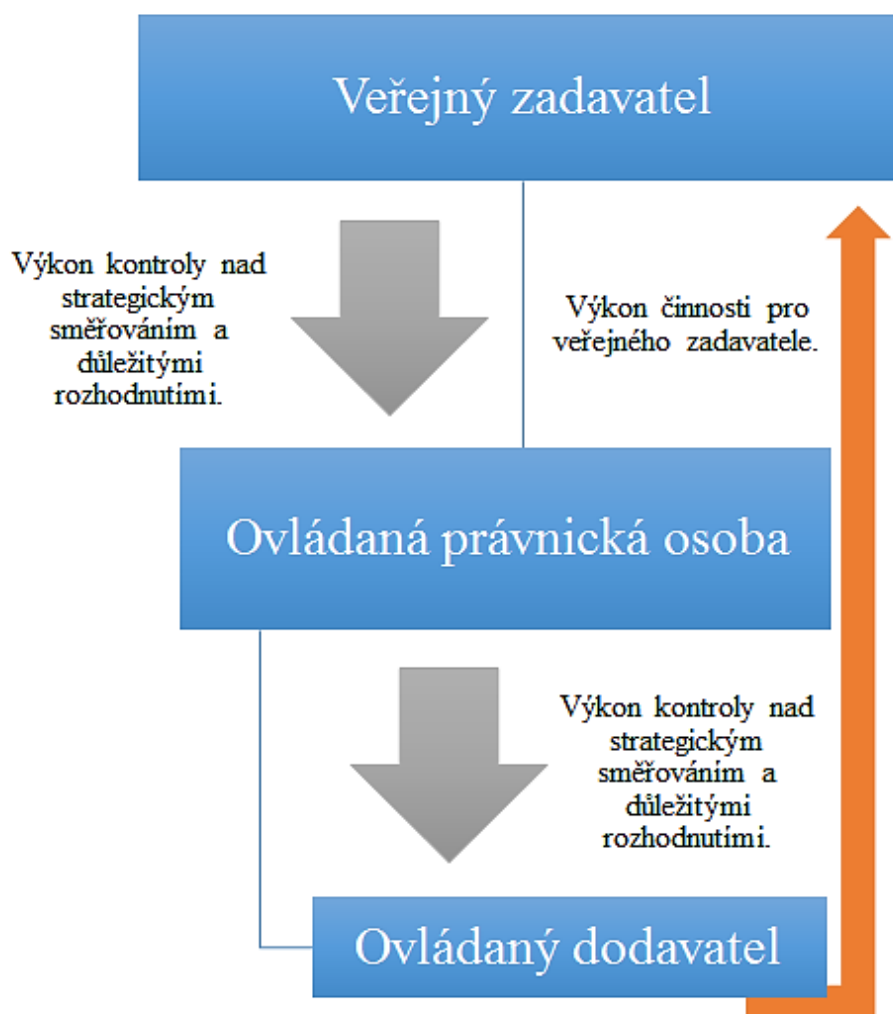 Veřejný zadavatel
Výkon kontroly nad
strategickým
směřováním a
důležitými
rozhodnutími.
Výkon činnosti pro
veřejného zadavatele.
Ovládaná právnická osoba
Výkon kontroly nad
strategickým
směřováním a
důležitými
rozhodnutími.
Ovládaný dodavatel